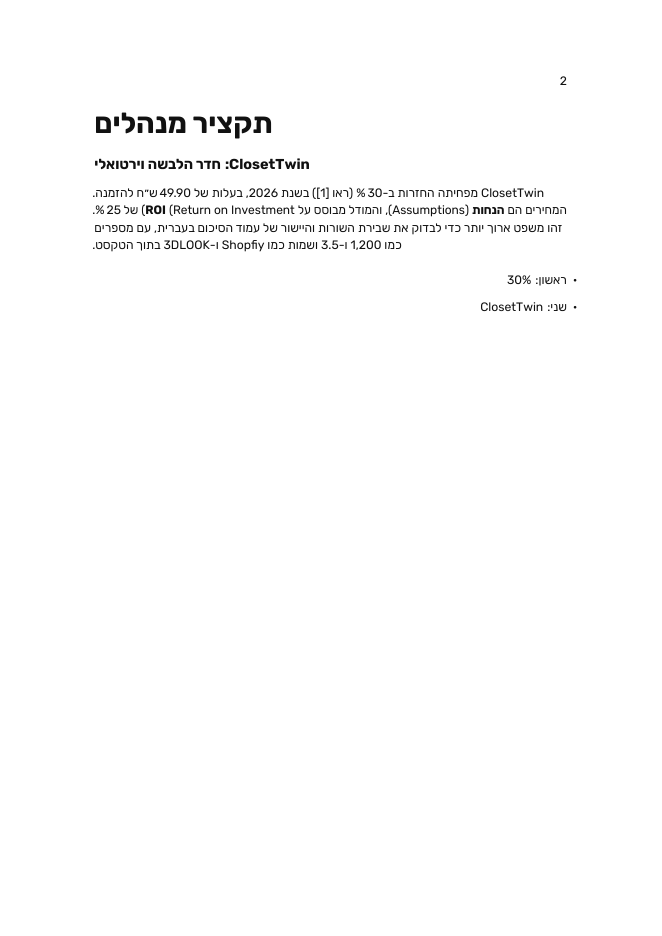 2
תקציר מנהלים
ClosetTwin: חדר הלבשה וירטואלי
ClosetTwin מפחיתה החזרות ב-30 % (ראו [1]) בשנת 2026, בעלות של 49.90 ש״ח להזמנה.
המחירים הם הנחות (Assumptions), והמודל מבוסס על ROI (Return on Investment) של 25 %.
זהו משפט ארוך יותר כדי לבדוק את שבירת השורות והיישור של עמוד הסיכום בעברית, עם מספרים
כמו 1,200 ו-3.5 ושמות כמו Shopfiy ו-3DLOOK בתוך הטקסט.
• ראשון: 30%
• שני: ClosetTwin